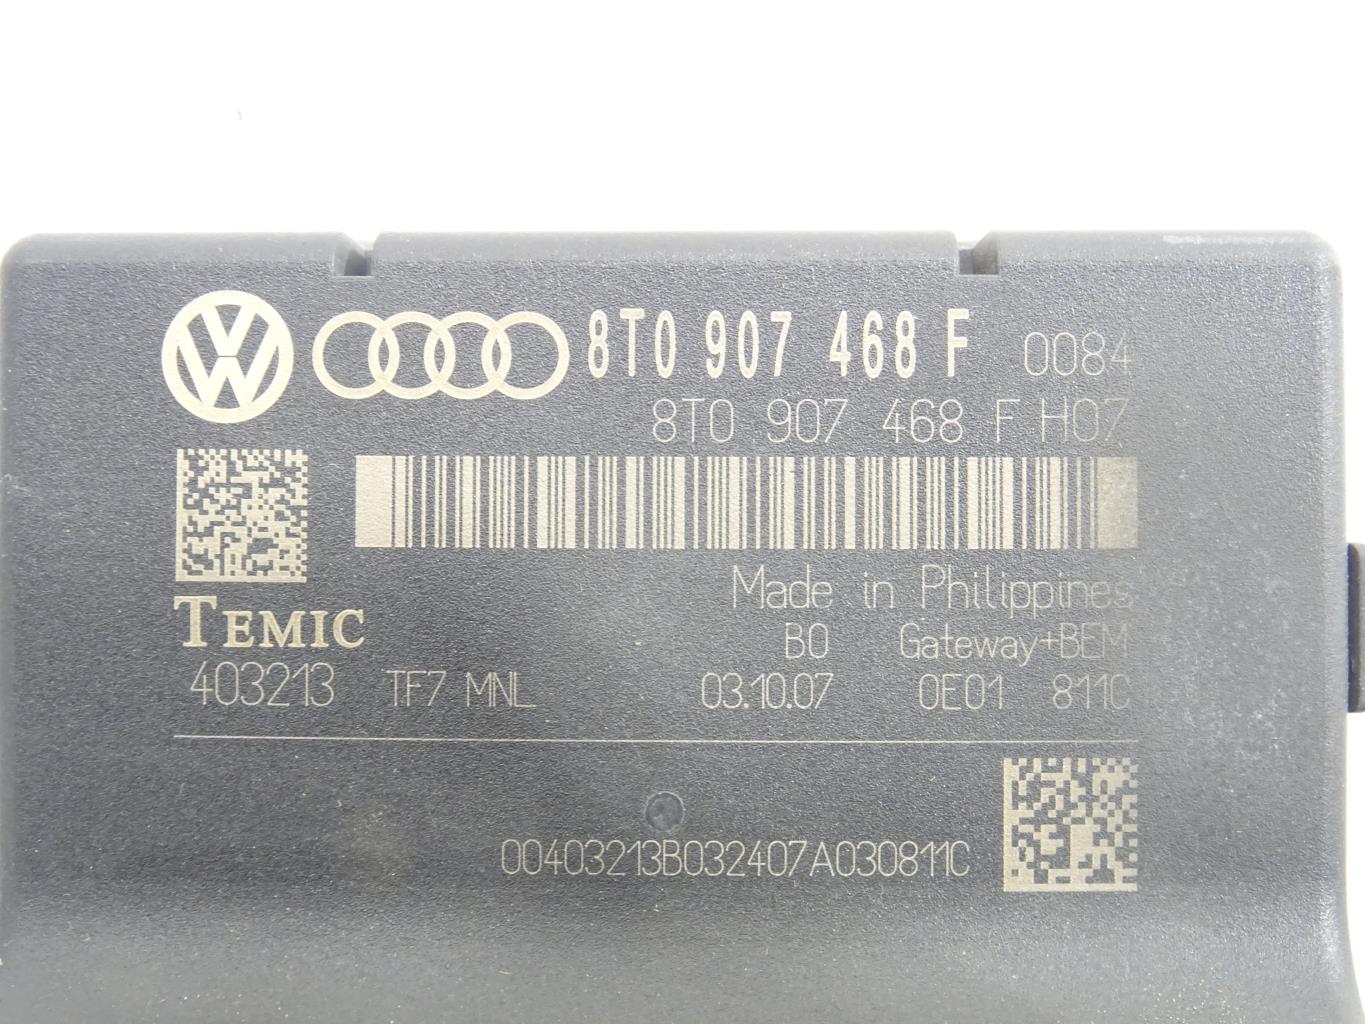 8T0 907 468 F 0084
8T0 907 468 F H07
Made in Philippines
TEMIC B0 Gateway+BEM
403213 TF7 MNL 03.10.07 0E01 811C
00403213B032407A030811C